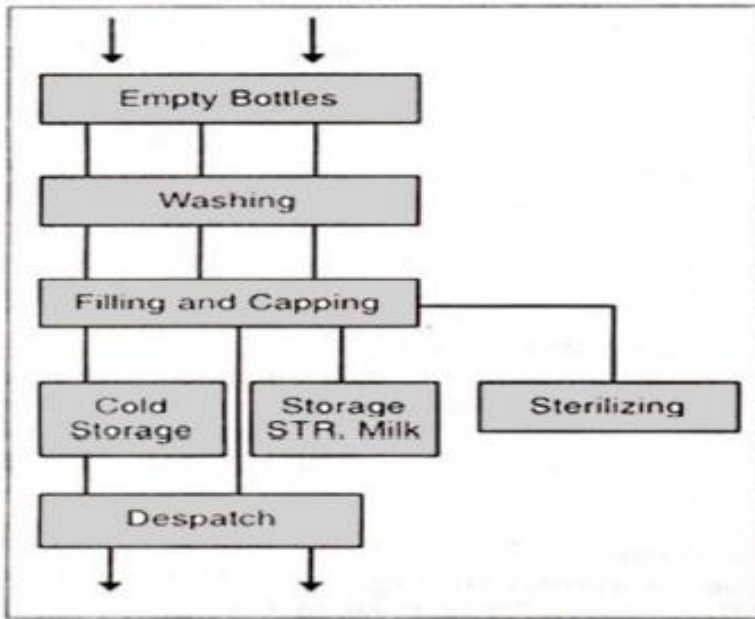 Empty Bottles
Washing
Filling and Capping
Cold
Storage
Storage
STR. Milk
Sterilizing
Despatch